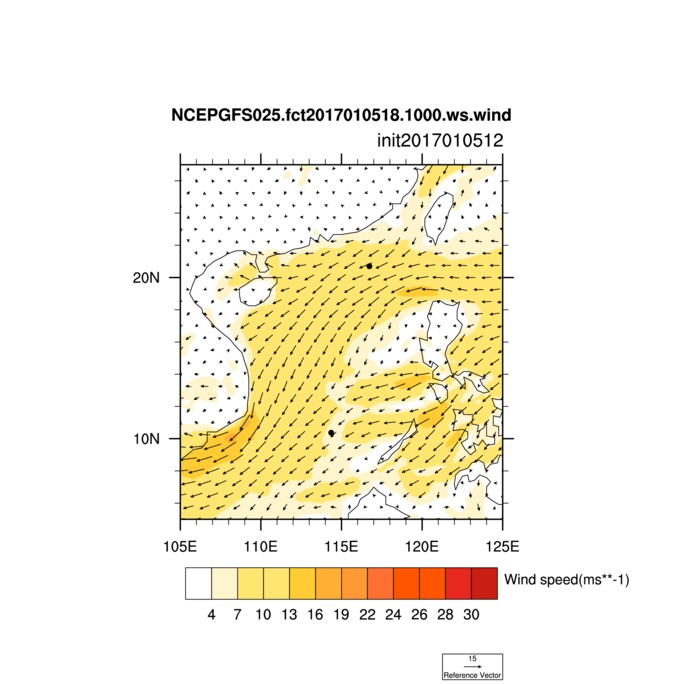 NCEPGFS025.fct2017010518.1000.ws.wind
init2017010512
20N
10N
105E 110E 115E 120E 125E
Wind speed(ms**-1)
4 7 10 13 16 19 22 24 26 28 30
15
Reference Vector